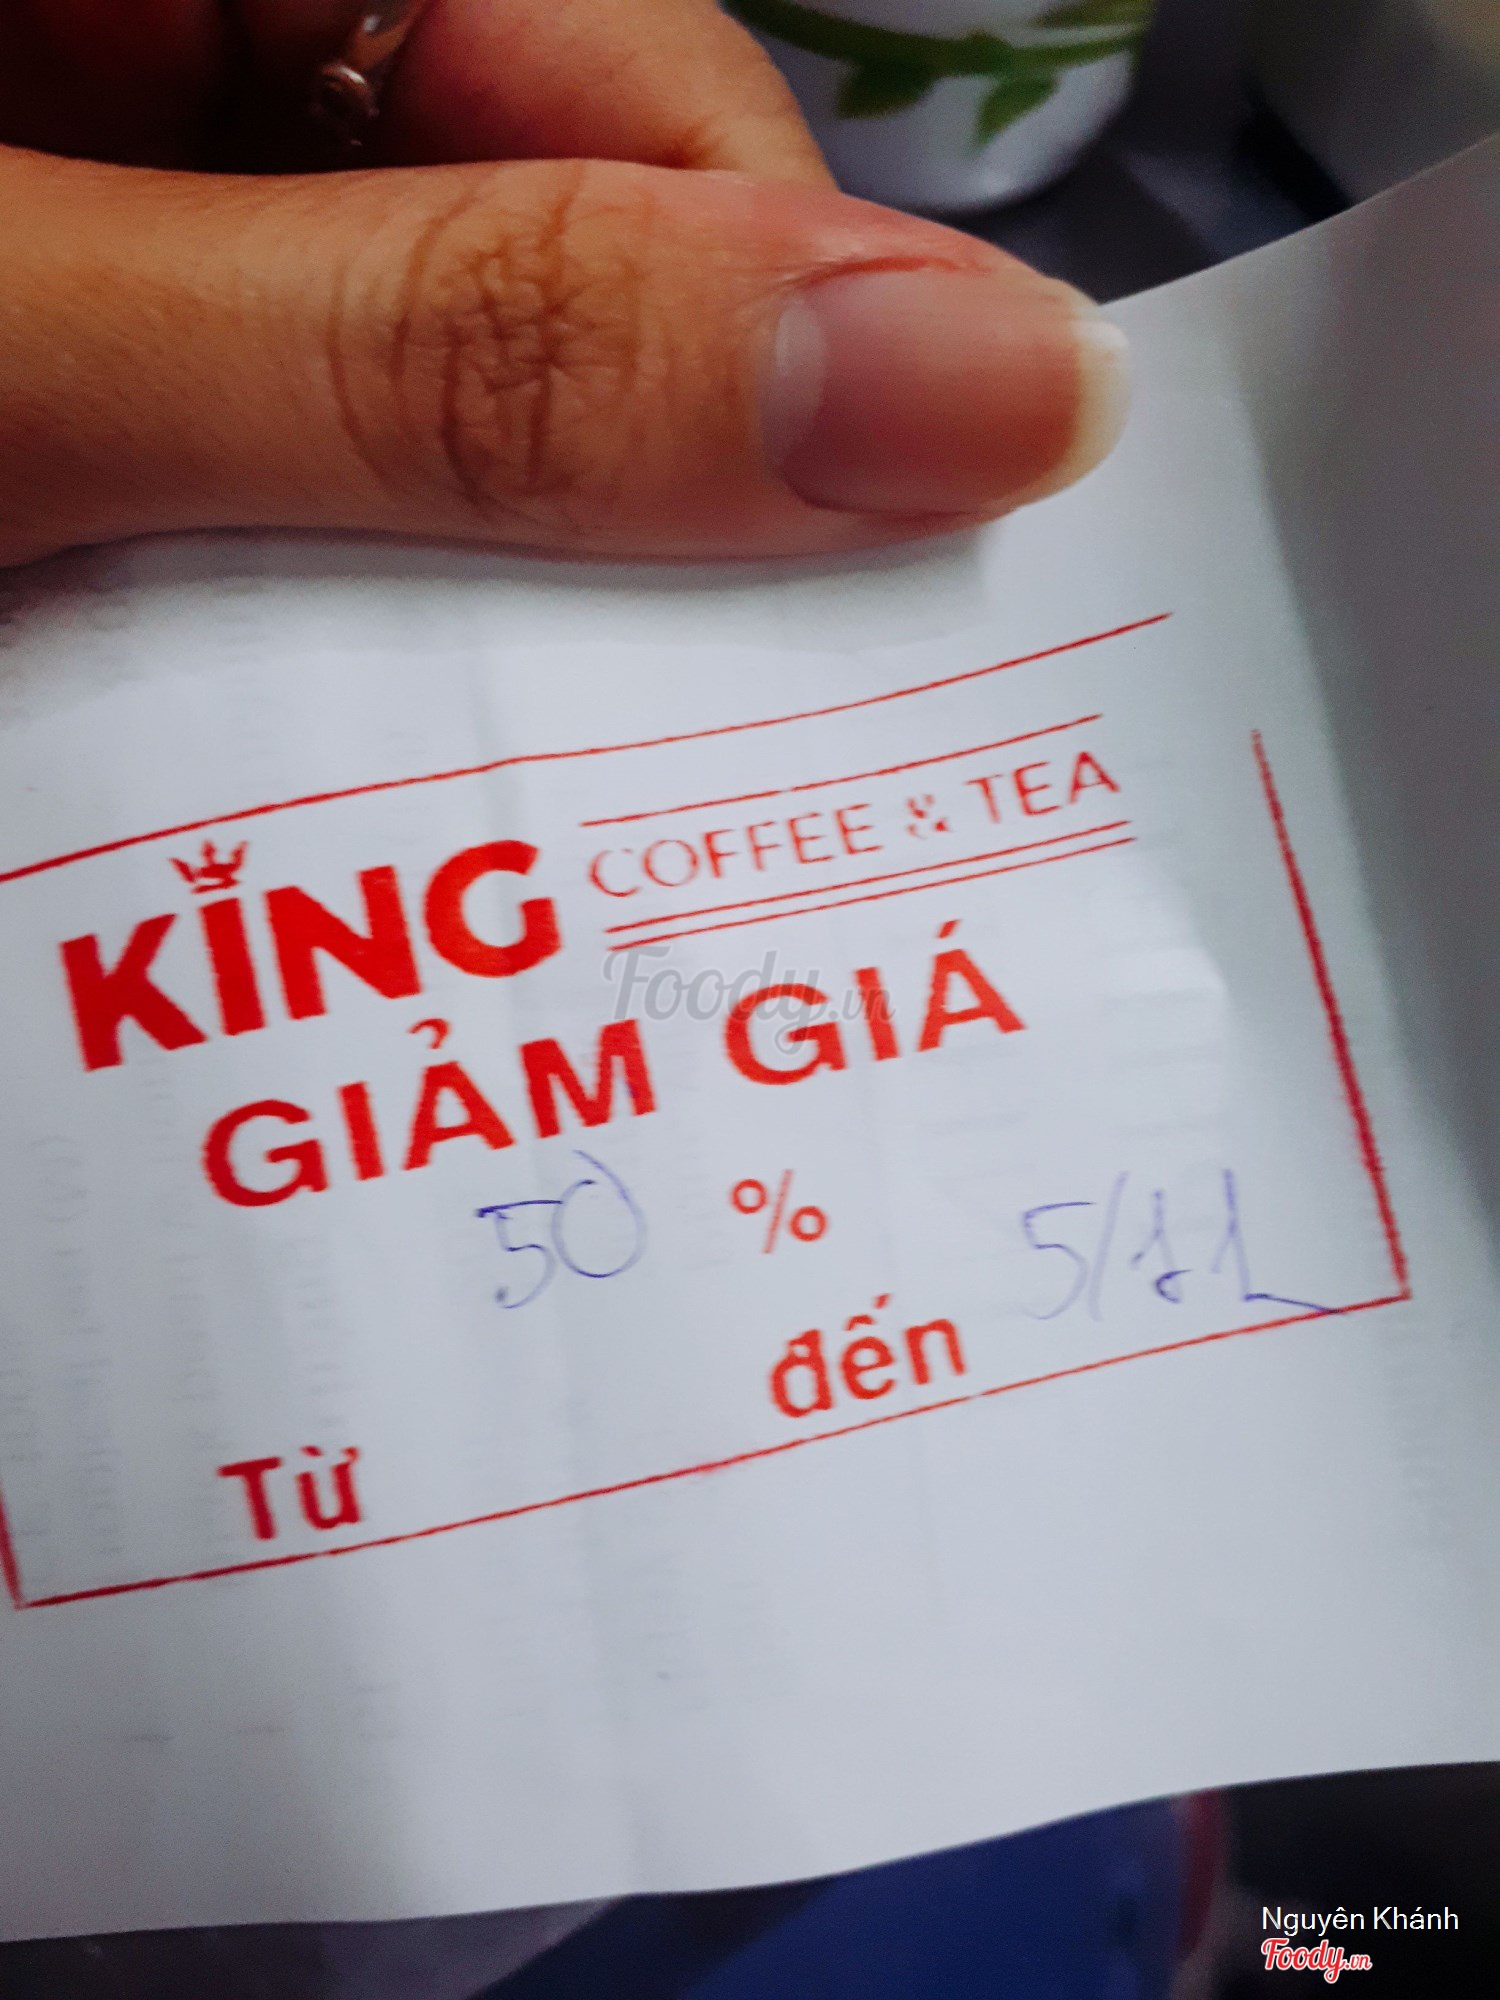 KING COFFEE & TEA
GIẢM GIÁ
50 %
Từ đến 5/11
Foody.vn
Nguyên Khánh
Foody.vn